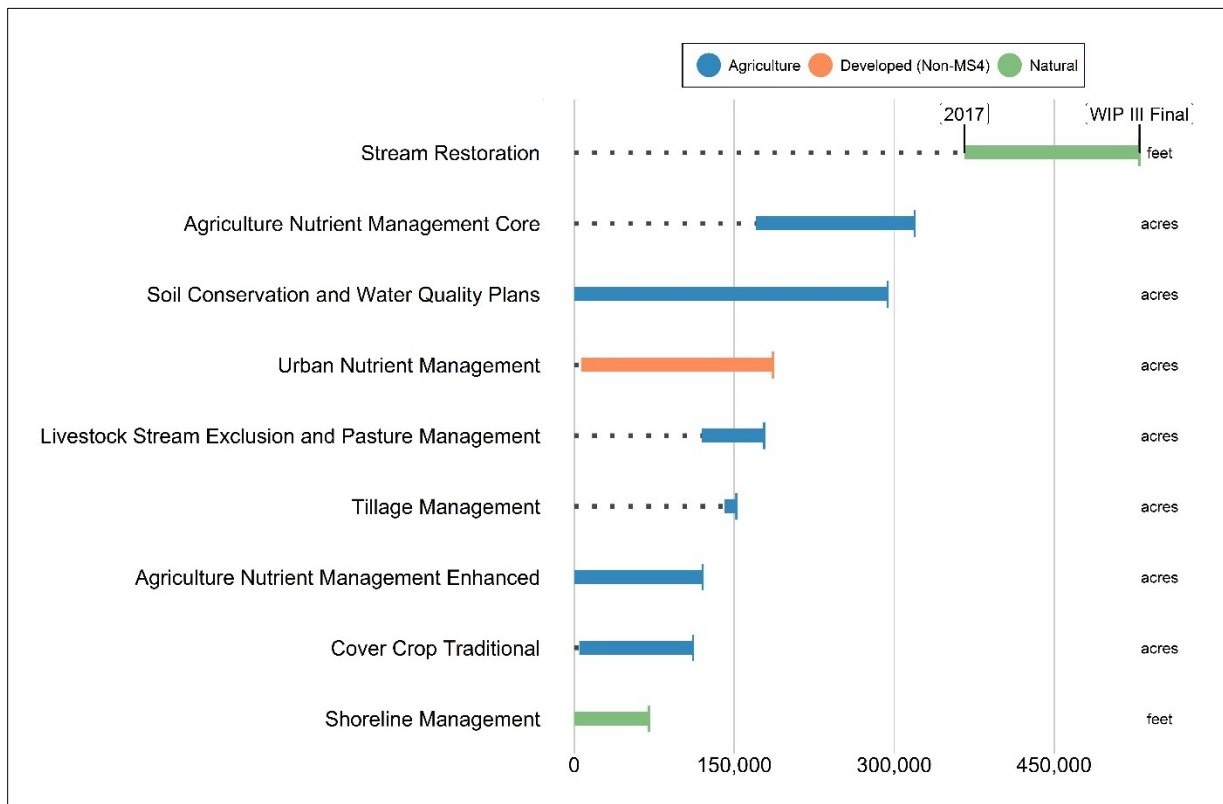 Agriculture Developed (Non-MS4) Natural
2017 WIP III Final
Stream Restoration feet
Agriculture Nutrient Management Core acres
Soil Conservation and Water Quality Plans acres
Urban Nutrient Management acres
Livestock Stream Exclusion and Pasture Management acres
Tillage Management acres
Agriculture Nutrient Management Enhanced acres
Cover Crop Traditional acres
Shoreline Management feet
0 150,000 300,000 450,000